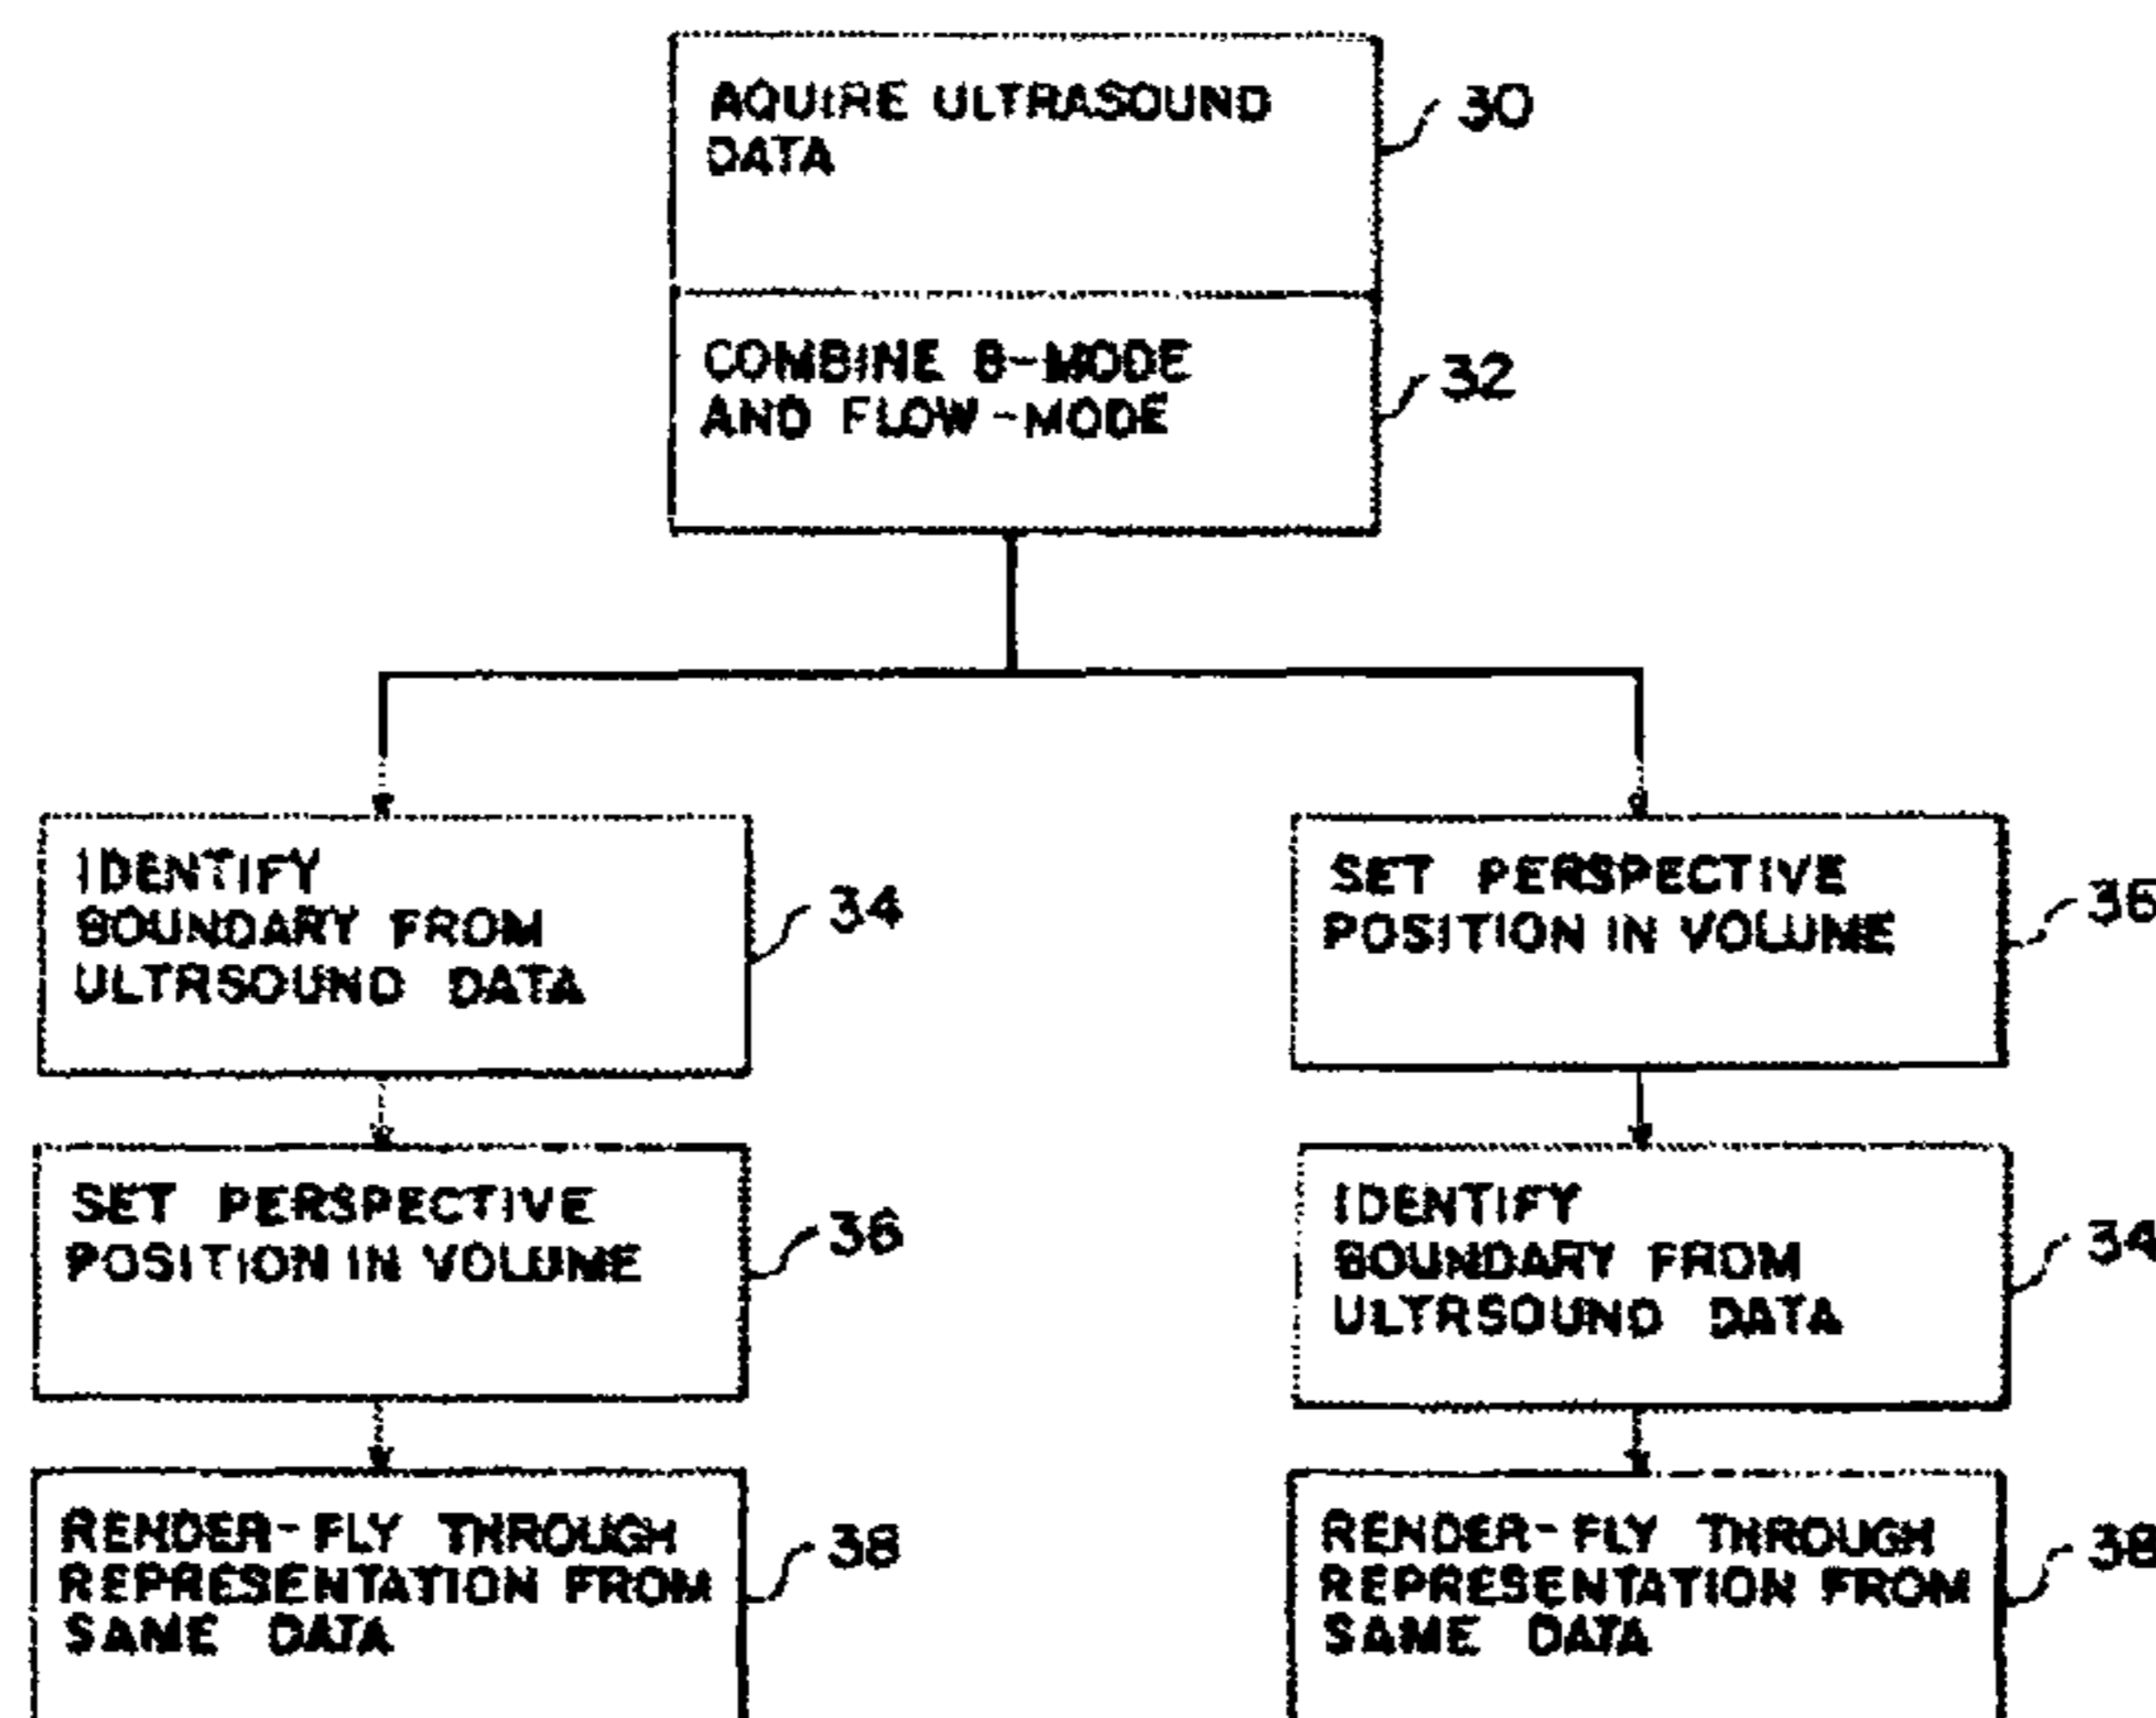 AQUIRE ULTRASOUND
DATA
30
COMBINE B-MODE
AND FLOW-MODE
32
IDENTIFY
BOUNDARY FROM
ULTRSOUND DATA
34
SET PERSPECTIVE
POSITION IN VOLUME
36
RENDER-FLY THROUGH
REPRESENTATION FROM
SAME DATA
38
SET PERSPECTIVE
POSITION IN VOLUME
36
IDENTIFY
BOUNDARY FROM
ULTRSOUND DATA
34
RENDER-FLY THROUGH
REPRESENTATION FROM
SAME DATA
38